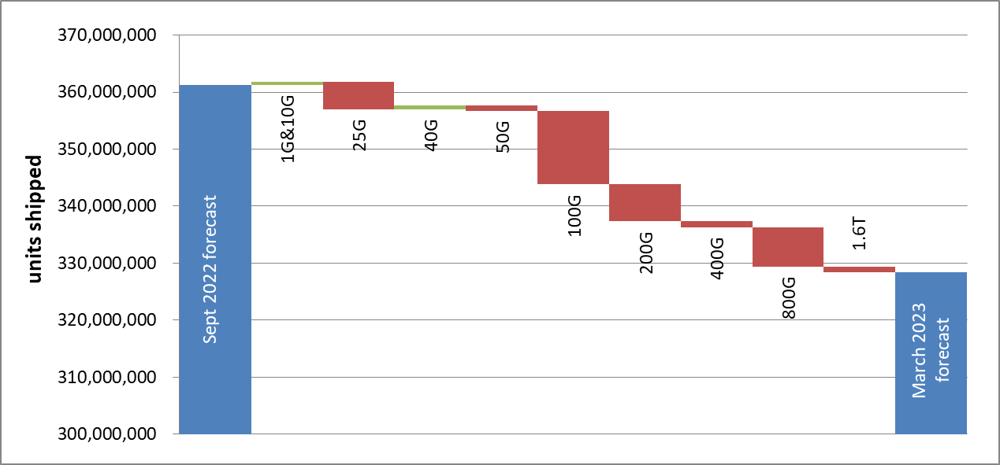 370,000,000
360,000,000
350,000,000
340,000,000
330,000,000
320,000,000
310,000,000
300,000,000
units shipped
Sept 2022 forecast
1G&10G
25G
40G
50G
100G
200G
400G
800G
1.6T
March 2023
forecast